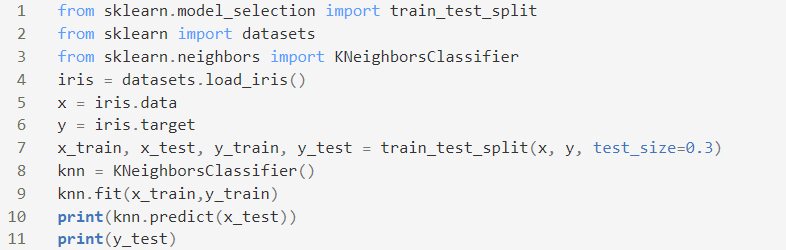 1 from sklearn.model_selection import train_test_split
2 from sklearn import datasets
3 from sklearn.neighbors import KNeighborsClassifier
4 iris = datasets.load_iris()
5 x = iris.data
6 y = iris.target
7 x_train, x_test, y_train, y_test = train_test_split(x, y, test_size=0.3)
8 knn = KNeighborsClassifier()
9 knn.fit(x_train,y_train)
10 print(knn.predict(x_test))
11 print(y_test)